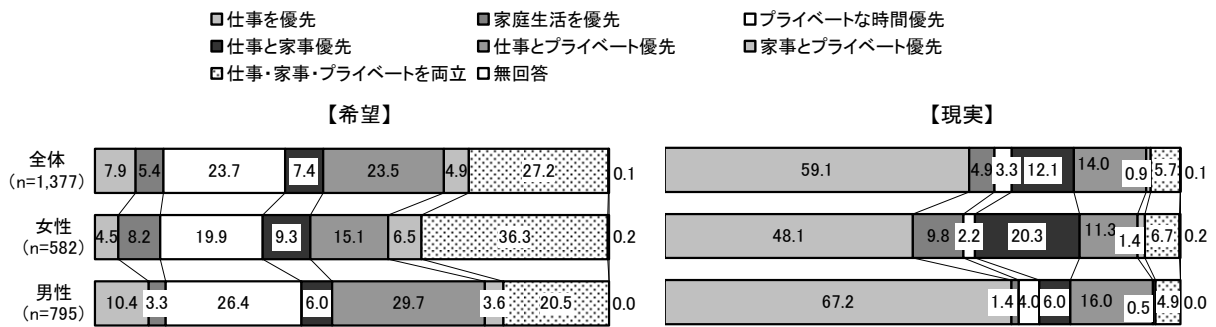 ■仕事を優先 ■家庭生活を優先 □プライベートな時間優先
■仕事と家事優先 ■仕事とプライベート優先 ■家事とプライベート優先
仕事・家事・プライベートを両立 □無回答
【希望】 【現実】
全体
(n=1,377)
7.9 5.4 23.7 7.4 23.5 4.9 27.2 0.1
59.1 4.9 3.3 12.1 14.0 0.9 5.7 0.1
女性
(n=582)
4.5 8.2 19.9 9.3 15.1 6.5 36.3 0.2
48.1 9.8 2.2 20.3 11.3 1.4 6.7 0.2
男性
(n=795)
10.4 3.3 26.4 6.0 29.7 3.6 20.5 0.0
67.2 1.4 4.0 6.0 16.0 0.5 4.9 0.0